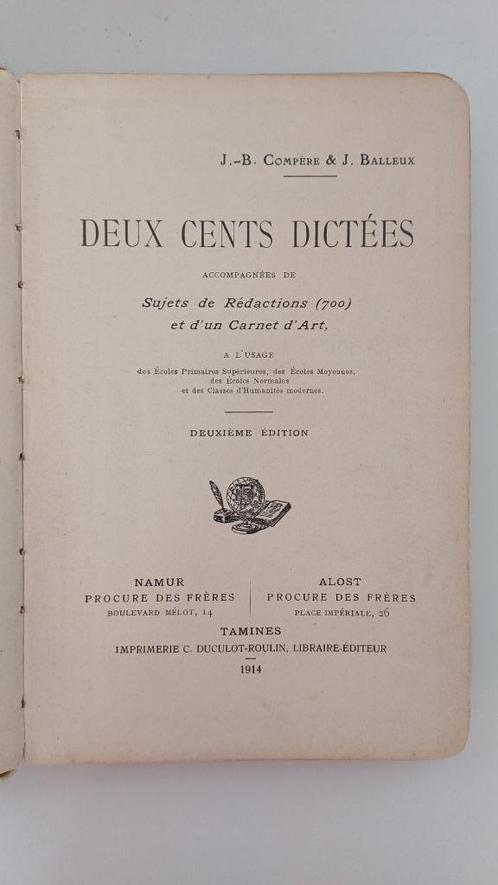 J.-B. Compère & J. Balleux
DEUX CENTS DICTÉES
ACCOMPAGNÉES DE
Sujets de Rédactions (700)
et d'un Carnet d'Art,
A L'USAGE
des Écoles Primaires Supérieures, des Écoles Moyennes,
des Écoles Normales
et des Classes d'Humanités modernes.
DEUXIÈME ÉDITION
NAMUR
PROCURE DES FRÈRES
BOULEVARD MÉLOT, 14
ALOST
PROCURE DES FRÈRES
PLACE IMPÉRIALE, 26
TAMINES
IMPRIMERIE C. DUCULOT-ROULIN, LIBRAIRE-ÉDITEUR
1914